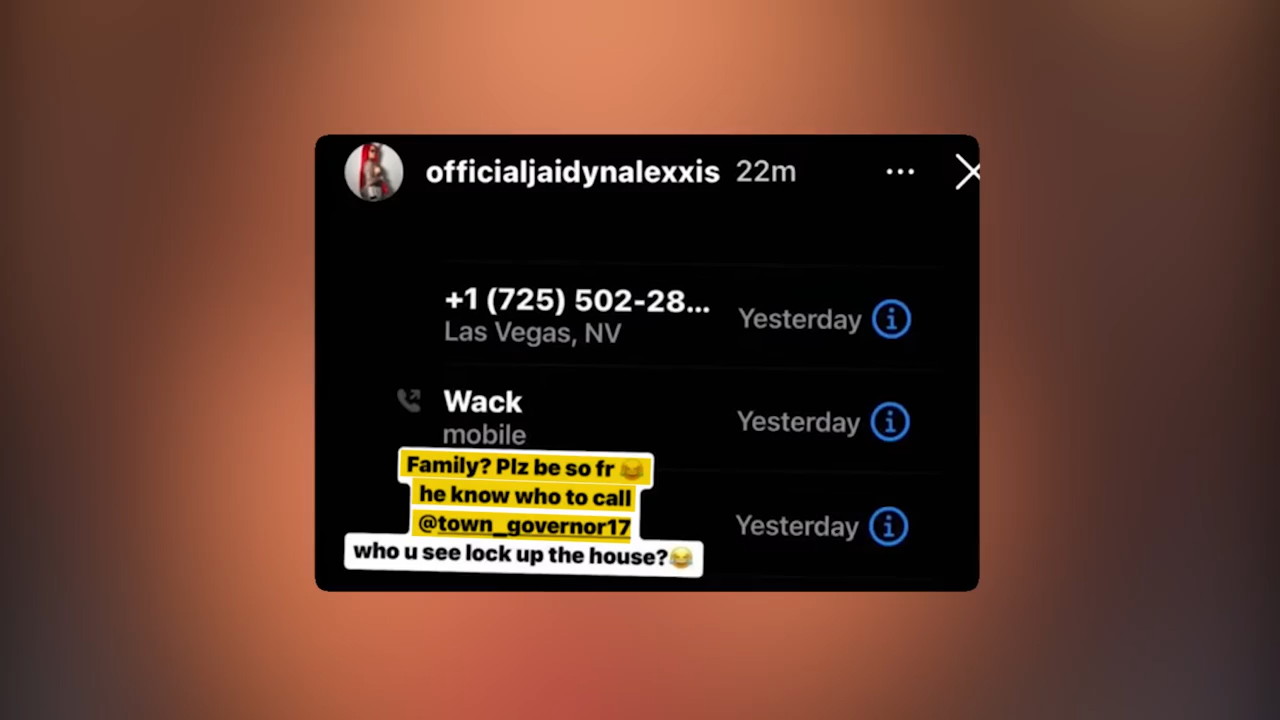 officialjaidynalexxis 22m
+1 (725) 502-28... Yesterday
Las Vegas, NV
Wack Yesterday
mobile
Family? Plz be so fr 😂
he know who to call
@town_governor17 Yesterday
who u see lock up the house?😂